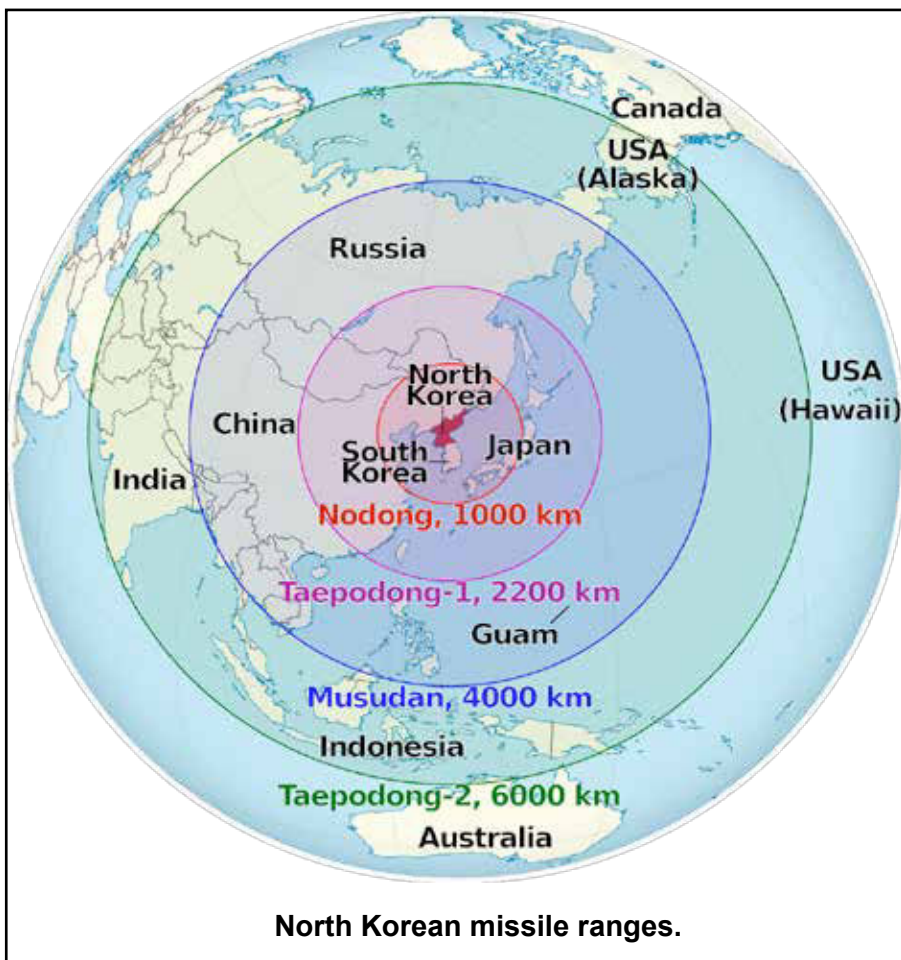 Canada
USA
(Alaska)
Russia
North
Korea
USA
(Hawaii)
China
South
Korea
Japan
India
Nodong, 1000 km
Taepodong-1, 2200 km
Guam
Musudan, 4000 km
Indonesia
Taepodong-2, 6000 km
Australia
North Korean missile ranges.